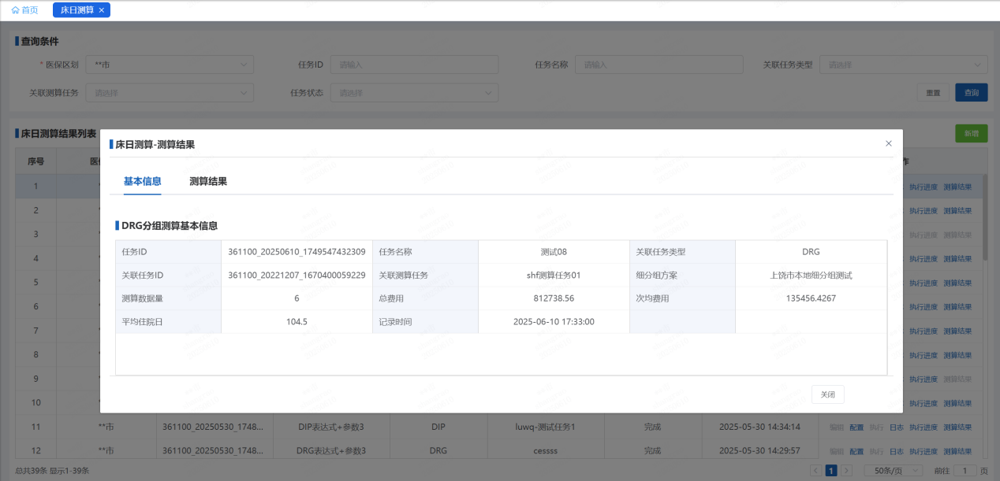 首页 床日测算 ×
查询条件
* 医保区划 **市 任务ID 请输入 任务名称 请输入 关联任务类型 请选择
关联测算任务 请选择 任务状态 请选择 重置 查询
床日测算结果列表 新增
序号
床日测算-测算结果 ×
基本信息 测算结果
DRG分组测算基本信息
任务ID 361100_20250610_1749547432309 任务名称 测试08 关联任务类型 DRG
关联任务ID 361100_20221207_1670400059229 关联测算任务 shf测算任务01 细分组方案 上饶市本地细分组测试
测算数据量 6 总费用 812738.56 次均费用 135456.4267
平均住院日 104.5 记录时间 2025-06-10 17:33:00
关闭
1 执行进度 测算结果
2 执行进度 测算结果
3 执行进度 测算结果
4 执行进度 测算结果
5 执行进度 测算结果
6 执行进度 测算结果
7 执行进度 测算结果
8 执行进度 测算结果
9 执行进度 测算结果
10 执行进度 测算结果
11 **市 361100_20250530_1748... DIP表达式+参数3 DIP luwq-测试任务1 完成 2025-05-30 14:34:14 编辑 配置 执行 日志 执行进度 测算结果
12 **市 361100_20250530_1748... DRG表达式+参数3 DRG cessss 完成 2025-05-30 14:29:57 编辑 配置 执行 日志 执行进度 测算结果
总共39条 显示1-39条 < 1 > 50条/页 前往 1 页